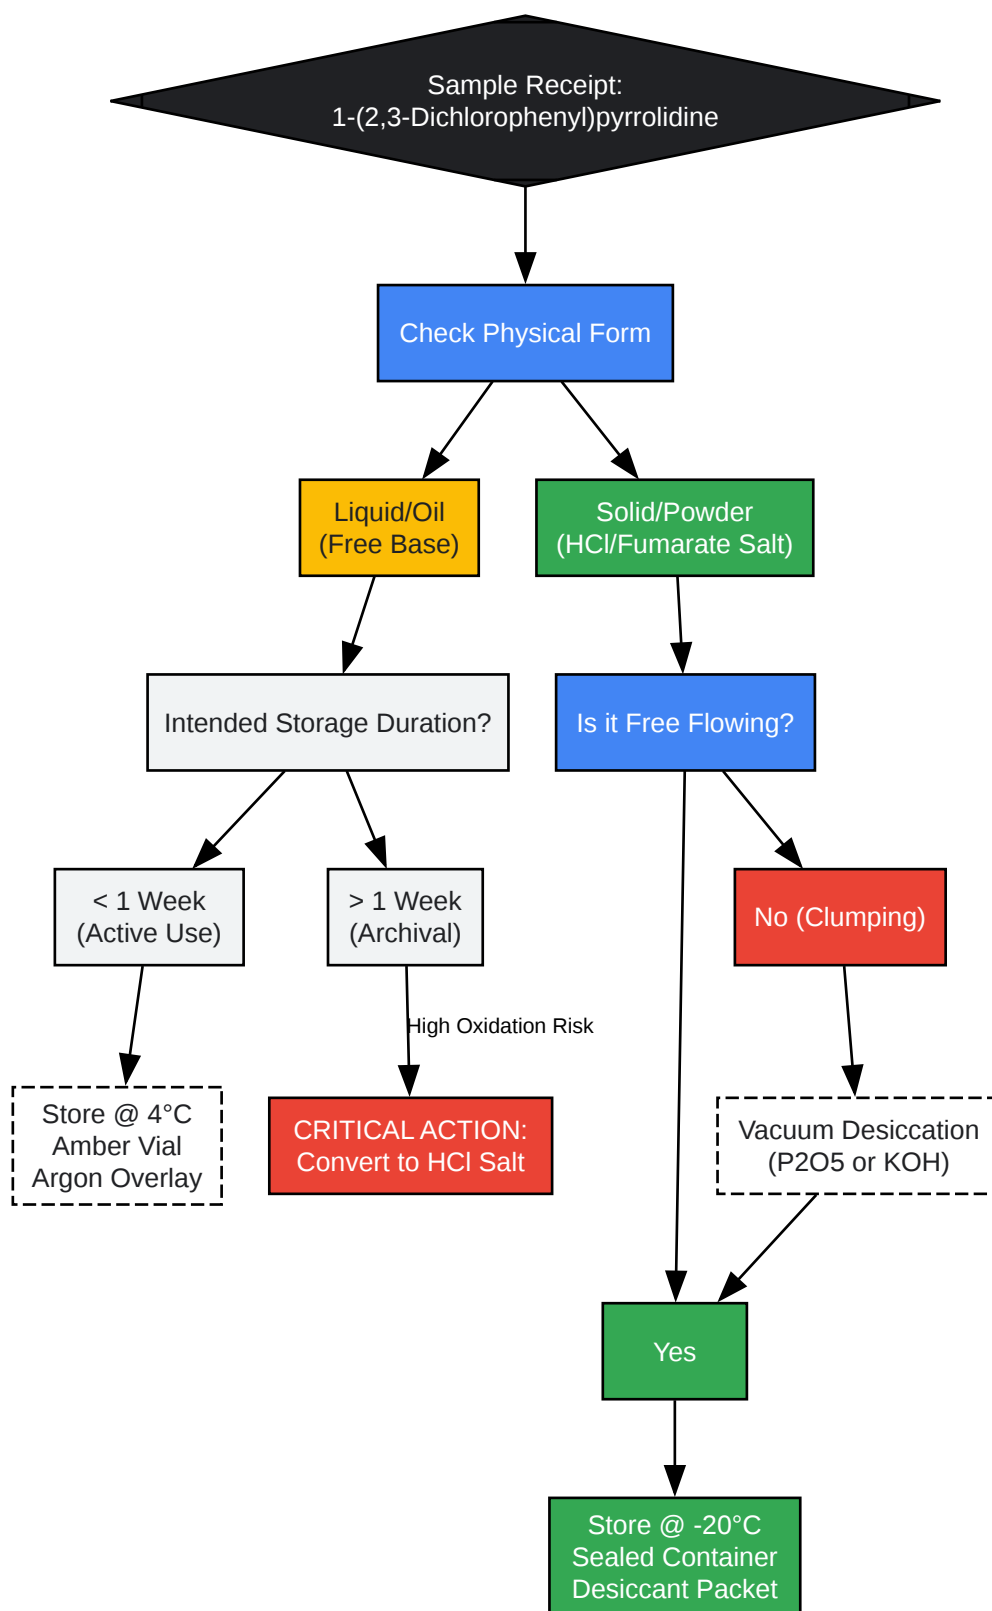 Sample Receipt:
1-(2,3-Dichlorophenyl)pyrrolidine
Check Physical Form
Liquid/Oil
(Free Base)
Solid/Powder
(HCl/Fumarate Salt)
Intended Storage Duration?
Is it Free Flowing?
< 1 Week
(Active Use)
> 1 Week
(Archival)
No (Clumping)
High Oxidation Risk
Store @ 4°C
Amber Vial
Argon Overlay
CRITICAL ACTION:
Convert to HCl Salt
Vacuum Desiccation
(P2O5 or KOH)
Yes
Store @ -20°C
Sealed Container
Desiccant Packet